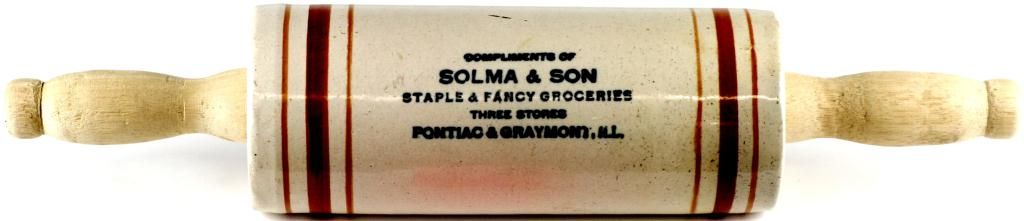 COMPLIMENTS OF
SOLMA & SON
STAPLE & FANCY GROCERIES
THREE STORES
PONTIAC & GRAYMONT, ILL.